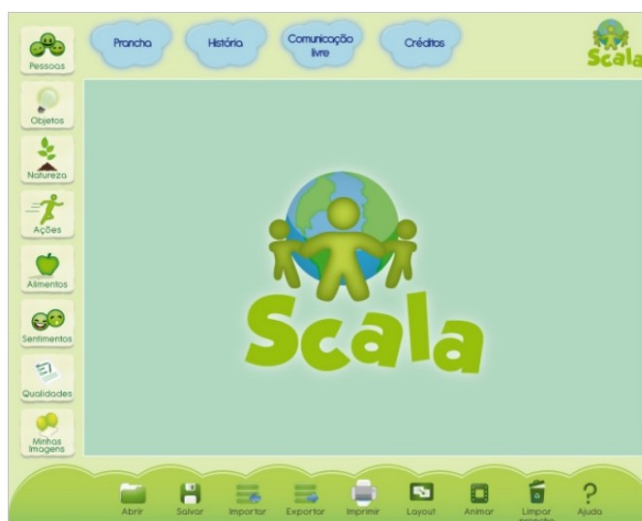 Prancha
História
Comunicação
livre
Créditos
Scala
Pessoas
Objetos
Natureza
Ações
Alimentos
Sentimentos
Qualidades
Minhas
Imagens
Scala
Abrir
Salvar
Importar
Exportar
Imprimir
Layout
Animar
Limpar
prancha
Ajuda